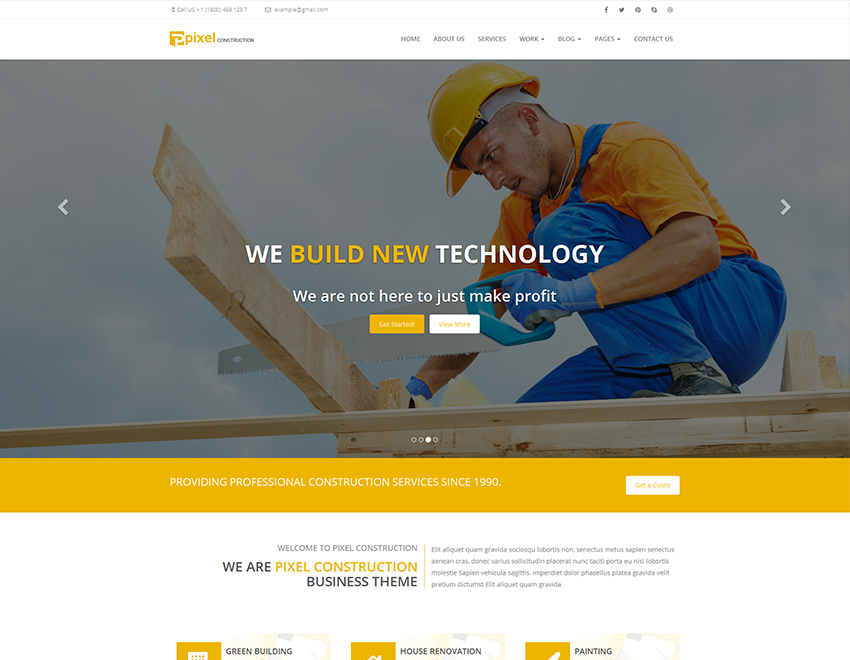 Call US + 1 (1800) 459 123 7 example@gmail.com
pixel CONSTRUCTION
HOME ABOUT US SERVICES WORK BLOG PAGES CONTACT US
WE BUILD NEW TECHNOLOGY
We are not here to just make profit
Get Started! View More
PROVIDING PROFESSIONAL CONSTRUCTION SERVICES SINCE 1990.
Get a Cuote
WELCOME TO PIXEL CONSTRUCTION
WE ARE PIXEL CONSTRUCTION
BUSINESS THEME
Elit aliquet quam gravida sociosqu lobortis non, senectus metus sapien senectus
aenean cras, donec varius sollicitudin placerat nunc taciti porta eu nisi lobortis
molestie Sapien vehicula sagittis, imperdiet dolor phasellus platea gravida velit
pretium dictumst Elit aliquet quam gravida
GREEN BUILDING HOUSE RENOVATION PAINTING